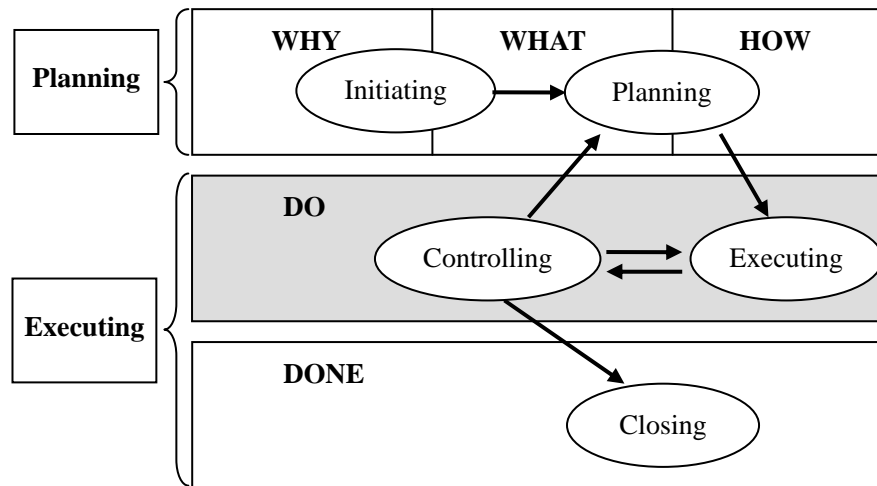 WHY
WHAT
HOW
Planning
Initiating
Planning
DO
Controlling
Executing
Executing
DONE
Closing